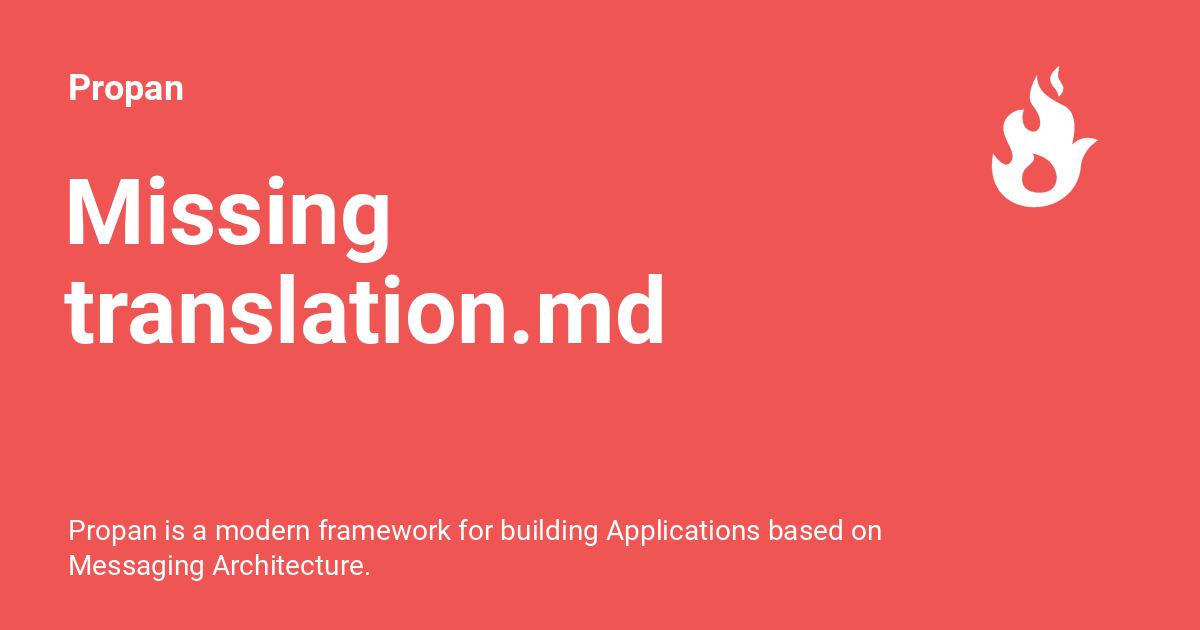 Propan
Missing
translation.md
Propan is a modern framework for building Applications based on
Messaging Architecture.